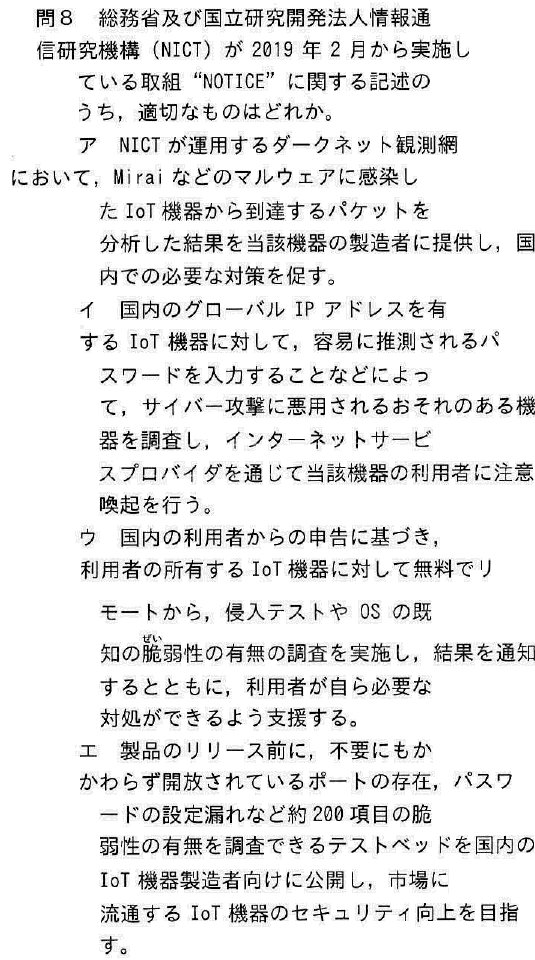 問８　総務省及び国立研究開発法人情報通
信研究機構（NICT）が 2019 年 2 月から実施し
ている取組 “NOTICE” に関する記述の
うち，適切なものはどれか。
ア　NICT が運用するダークネット観測網
において，Mirai などのマルウェアに感染し
た IoT 機器から到達するパケットを
分析した結果を当該機器の製造者に提供し，国
内での必要な対策を促す。
イ　国内のグローバル IP アドレスを有
する IoT 機器に対して，容易に推測されるパ
スワードを入力することなどによっ
て，サイバー攻撃に悪用されるおそれのある機
器を調査し，インターネットサービ
スプロバイダを通じて当該機器の利用者に注意
喚起を行う。
ウ　国内の利用者からの申告に基づき，
利用者の所有する IoT 機器に対して無料でリ
モートから，侵入テストや OS の既
ぜい
知の脆弱性の有無の調査を実施し，結果を通知
するとともに，利用者が自ら必要な
対処ができるよう支援する。
エ　製品のリリース前に，不要にもか
かわらず開放されているポートの存在，パスワ
ードの設定漏れなど約 200 項目の脆
弱性の有無を調査できるテストベッドを国内の
IoT 機器製造者向けに公開し，市場に
流通する IoT 機器のセキュリティ向上を目指
す。